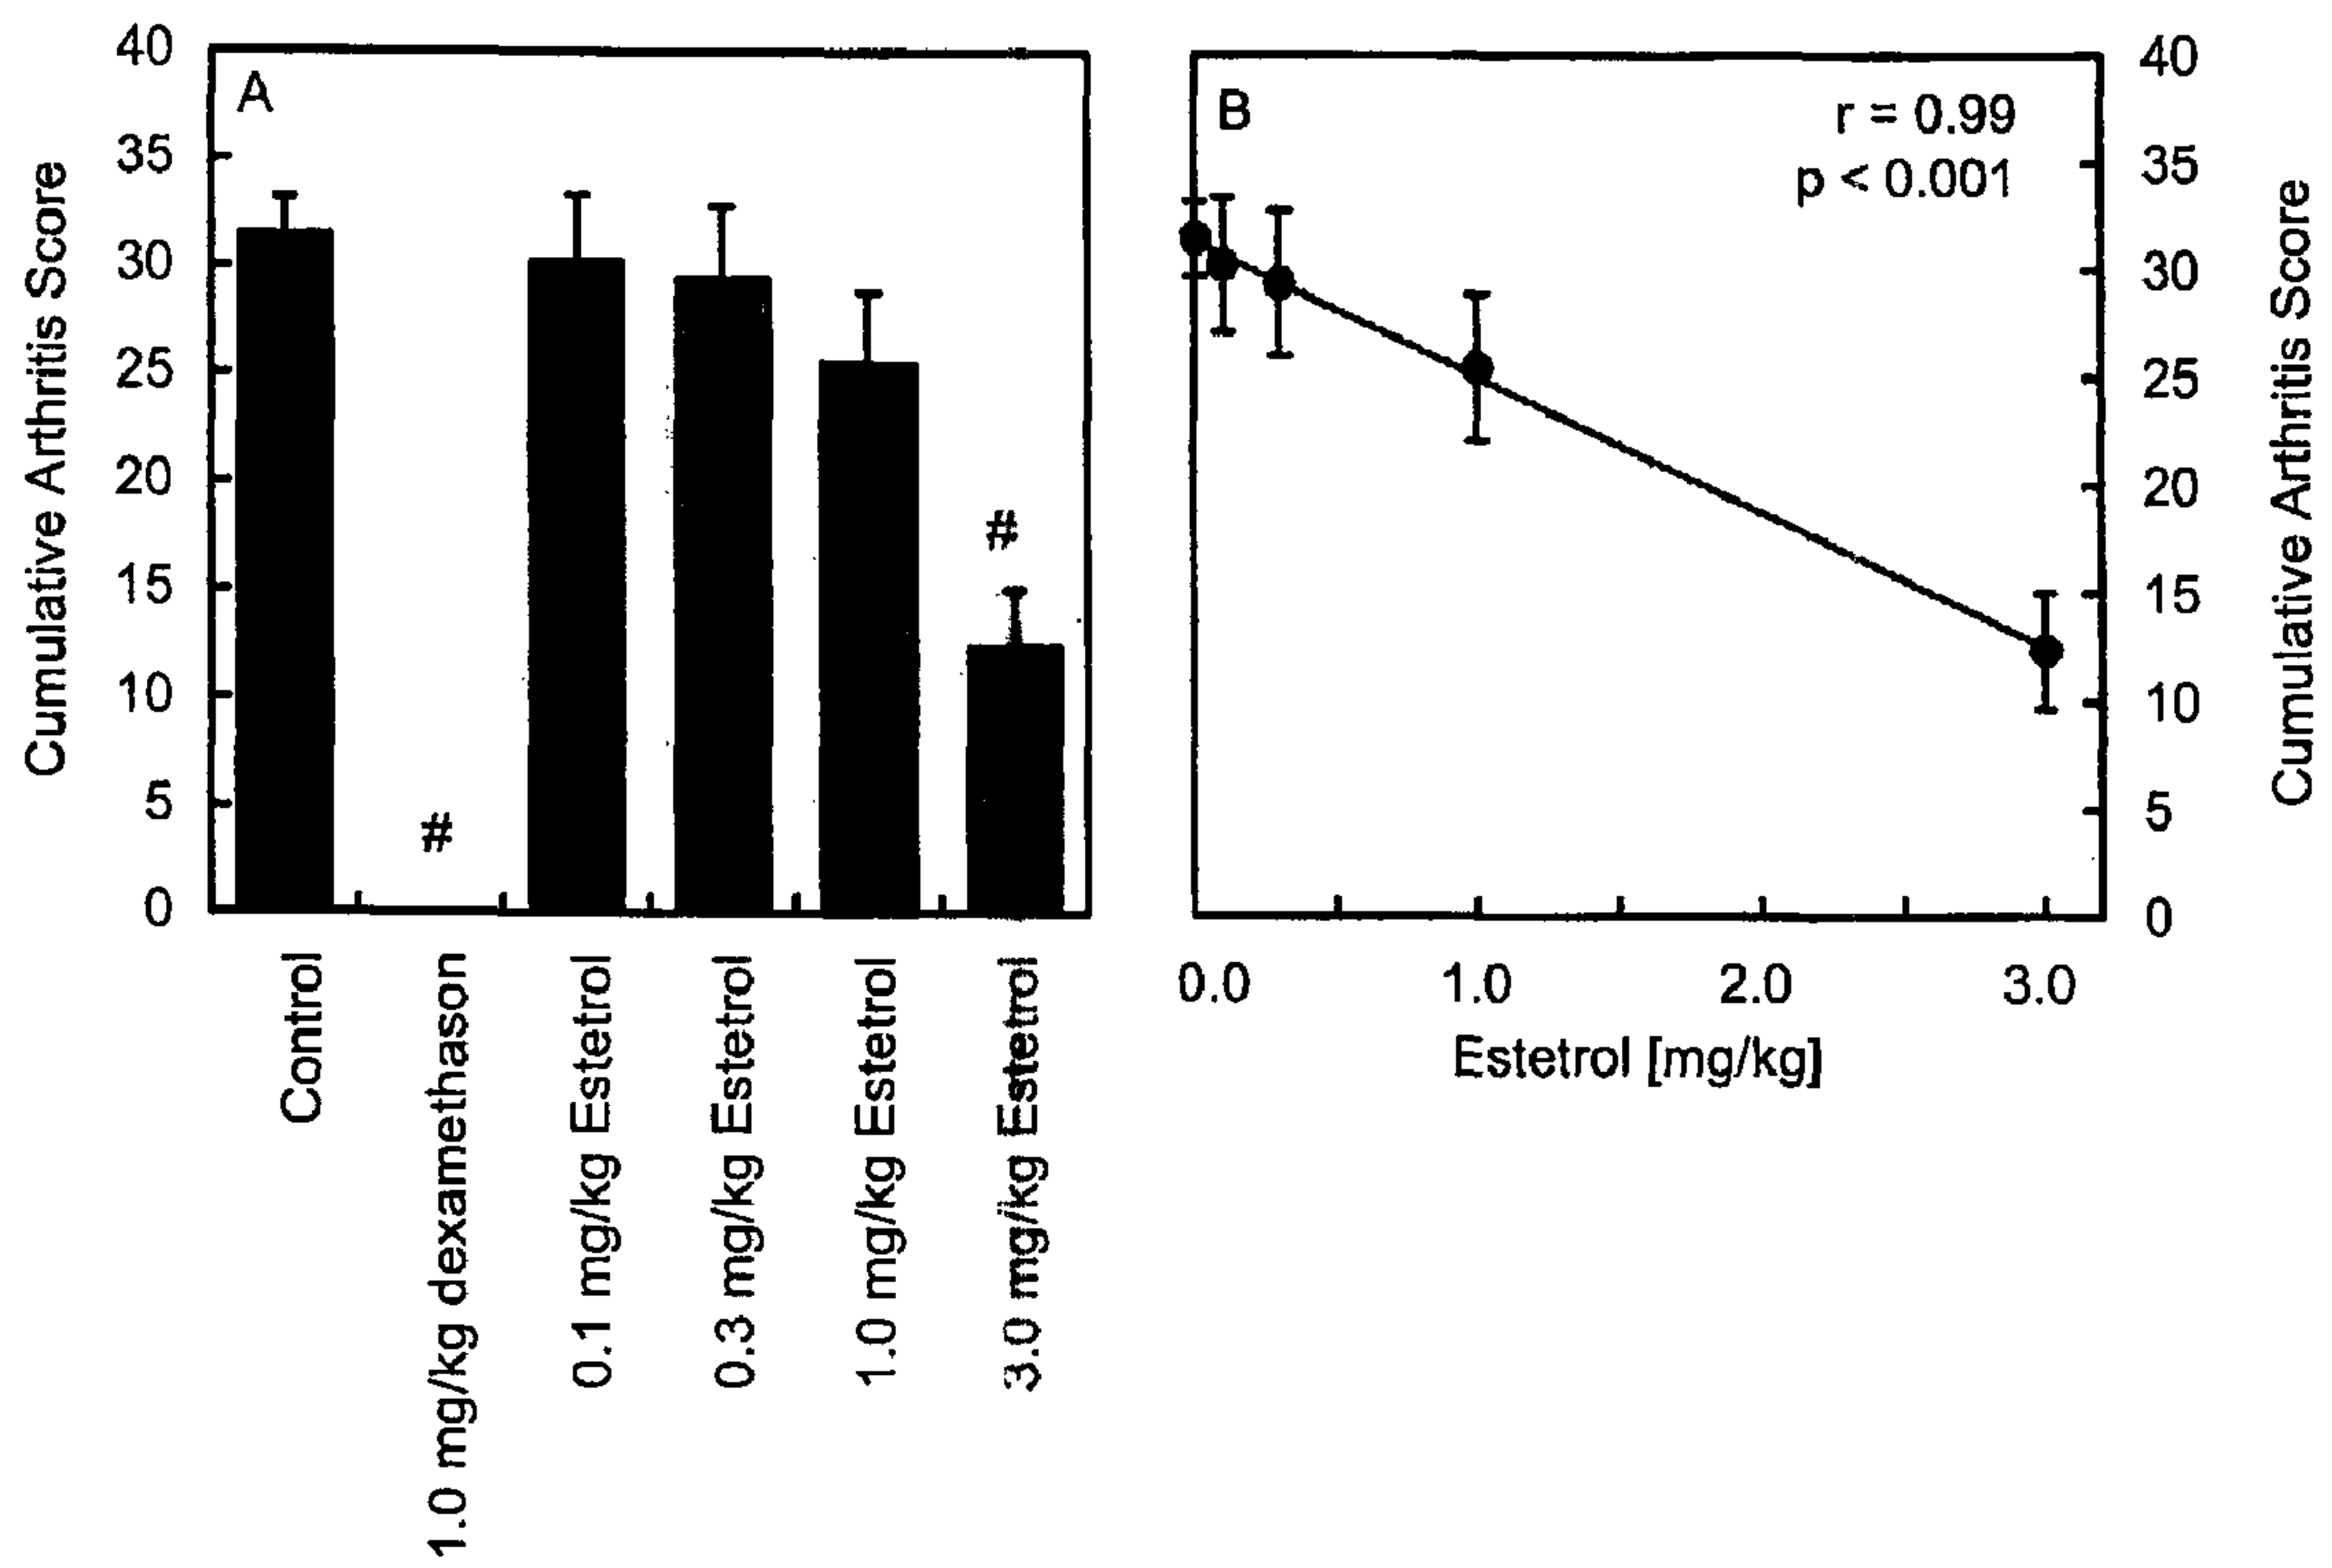 Cumulative Arthritis Score
40
35
30
25
20
15
10
5
0
A
#
#
Control
1.0 mg/kg dexamethason
0.1 mg/kg Estetrol
0.3 mg/kg Estetrol
1.0 mg/kg Estetrol
3.0 mg/kg Estetrol
B
r = 0.99
p < 0.001
0.0 1.0 2.0 3.0
Estetrol [mg/kg]
40
35
30
25
20
15
10
5
0
Cumulative Arthritis Score